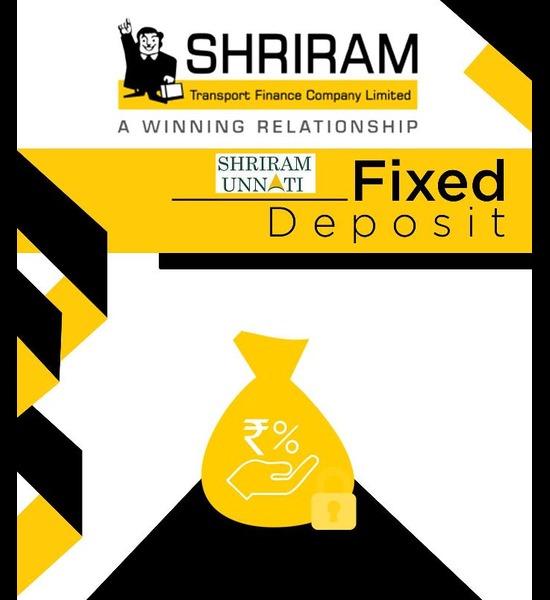 SHRIRAM
Transport Finance Company Limited
A WINNING RELATIONSHIP
SHRIRAM
UNNATI
Fixed
Deposit
₹%